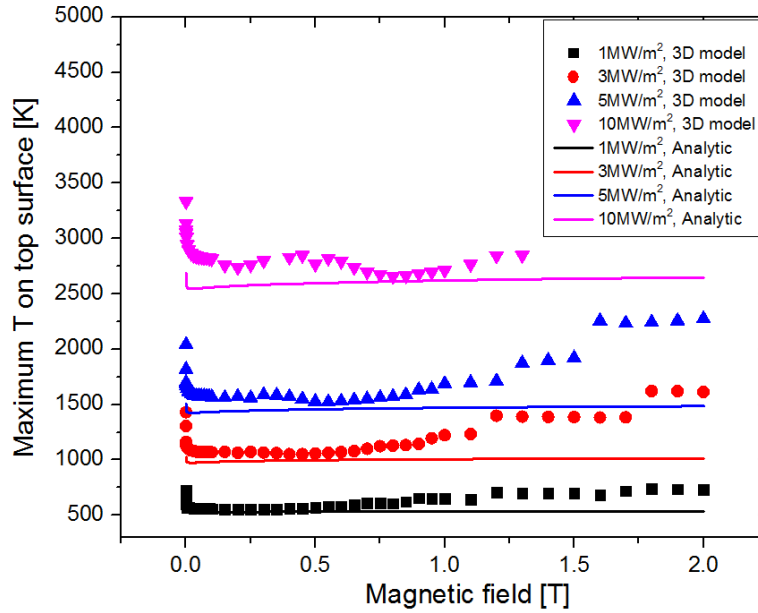 5000
4500
4000
3500
3000
2500
2000
1500
1000
500
Maximum T on top surface [K]
1MW/m², 3D model
3MW/m², 3D model
5MW/m², 3D model
10MW/m², 3D model
1MW/m², Analytic
3MW/m², Analytic
5MW/m², Analytic
10MW/m², Analytic
0.0 0.5 1.0 1.5 2.0
Magnetic field [T]